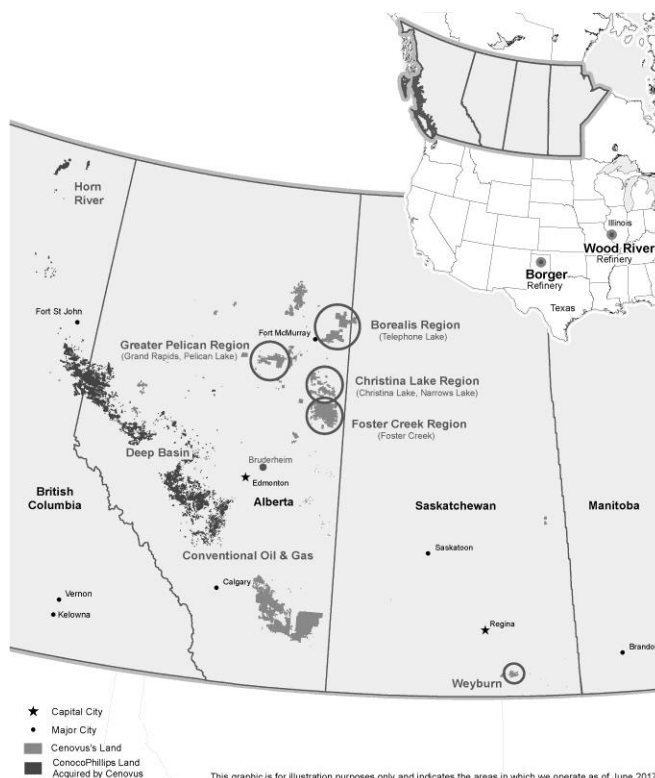 Illinois
Wood River
Refinery
Borger
Refinery
Texas
Horn
River
Fort St John
Fort McMurray
Borealis Region
(Telephone Lake)
Greater Pelican Region
(Grand Rapids, Pelican Lake)
Christina Lake Region
(Christina Lake, Narrows Lake)
Foster Creek Region
(Foster Creek)
Deep Basin
Bruderheim
Edmonton
British
Columbia
Alberta
Saskatchewan
Manitoba
Conventional Oil & Gas
Saskatoon
Calgary
Vernon
Kelowna
Regina
Brando
Weyburn
Capital City
Major City
Cenovus's Land
ConocoPhillips Land
Acquired by Cenovus
This graphic is for illustration purposes only and indicates the areas in which we operate as of June 2017